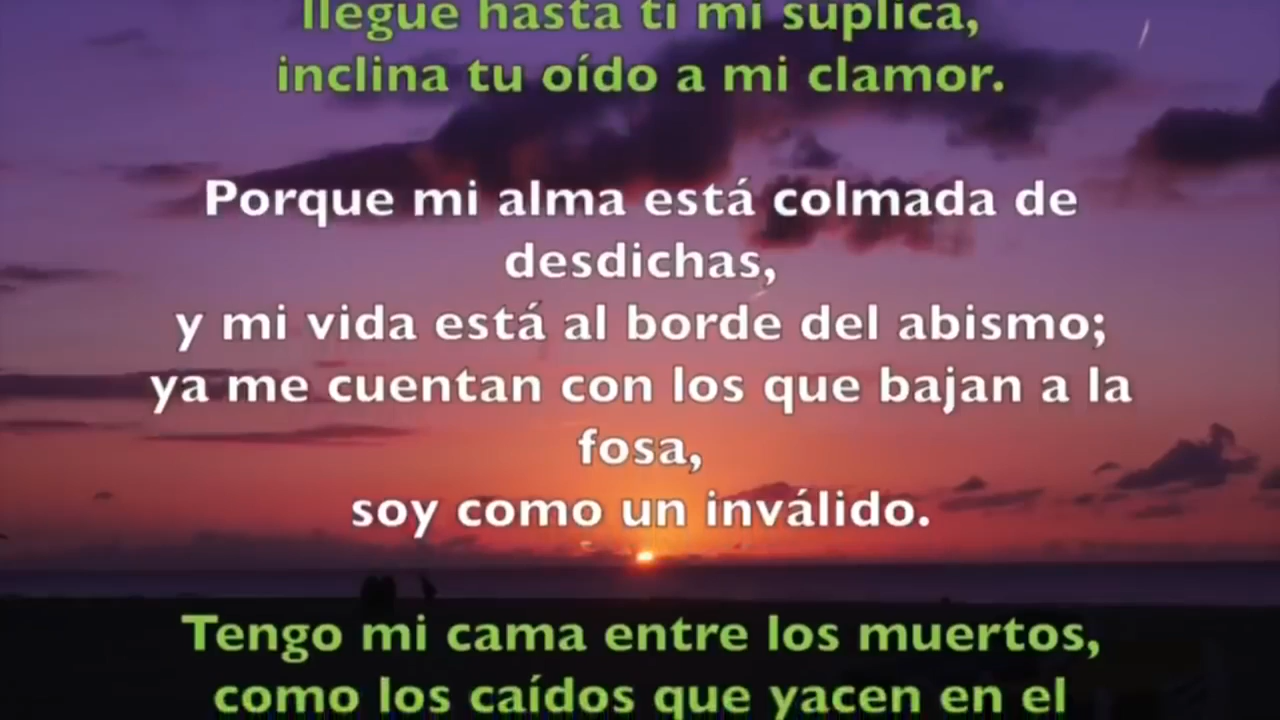 llegue hasta ti mi súplica,
inclina tu oído a mi clamor.
Porque mi alma está colmada de
desdichas,
y mi vida está al borde del abismo;
ya me cuentan con los que bajan a la
fosa,
soy como un inválido.
Tengo mi cama entre los muertos,
como los caídos que yacen en el